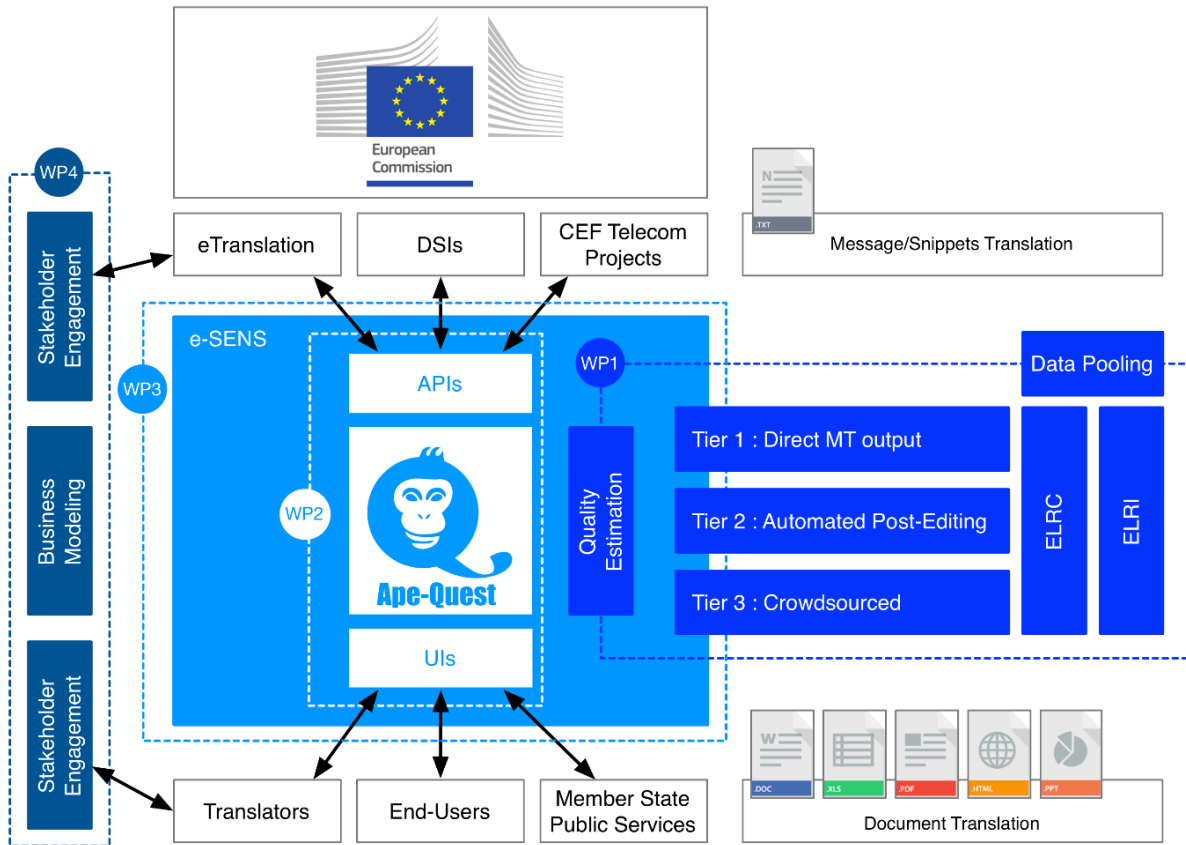 European
Commission
WP4
N
.TXT
eTranslation
DSIs
CEF Telecom
Projects
Message/Snippets Translation
Stakeholder
Engagement
e-SENS
WP3
APIs
WP1
Data Pooling
Tier 1 : Direct MT output
Business
Modeling
WP2
Ape-Quest
Quality
Estimation
Tier 2 : Automated Post-Editing
ELRC
ELRI
Tier 3 : Crowdsourced
UIs
Stakeholder
Engagement
W
.DOC
.XLS
.PDF
.HTML
.PPT
Translators
End-Users
Member State
Public Services
Document Translation